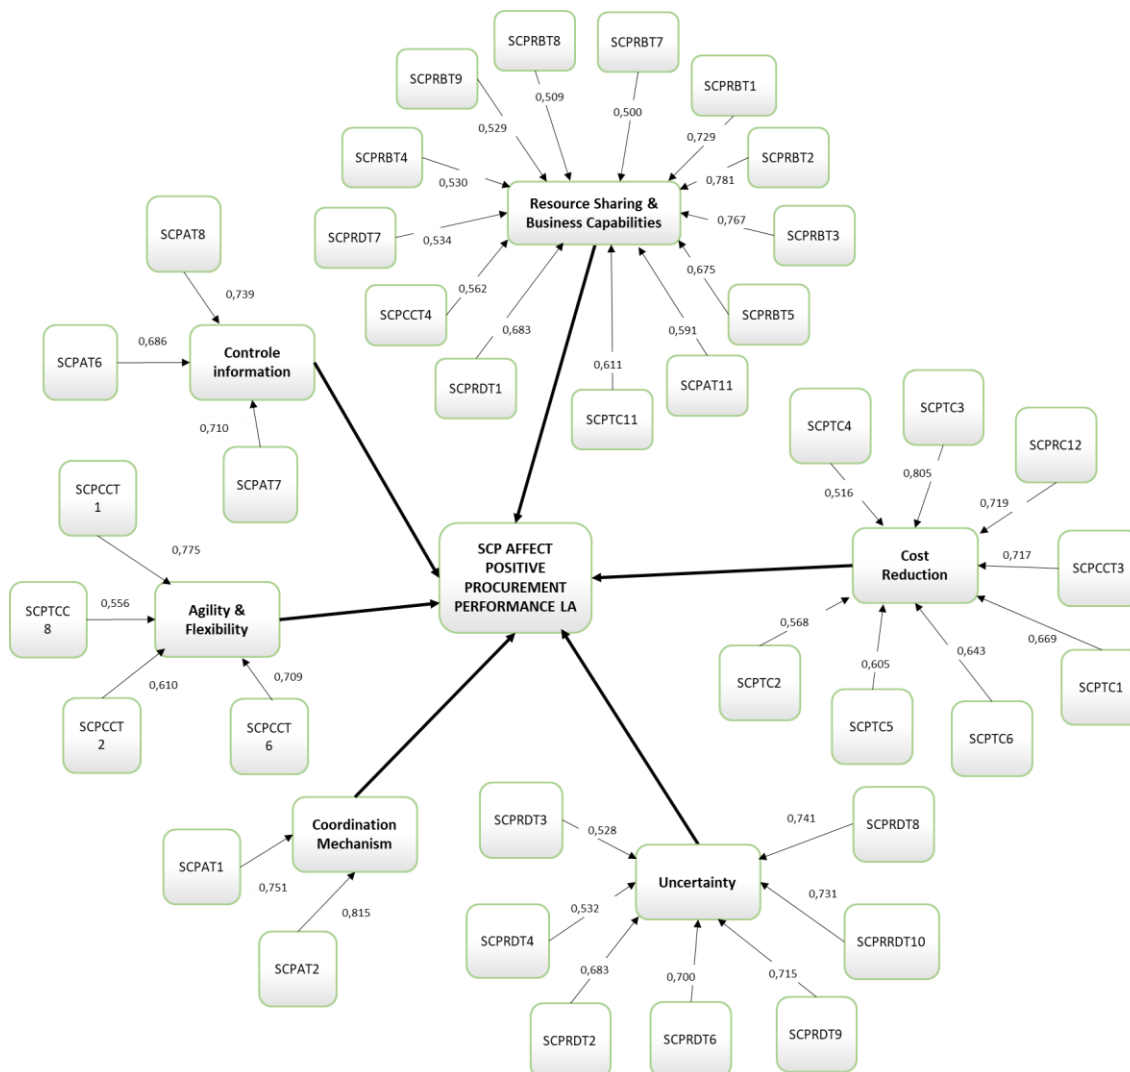 SCPRBT8
SCPRBT7
SCPRBT9
SCPRBT1
0,509
0,500
0,529
0,729
SCPRBT4
SCPRBT2
0,530
0,781
Resource Sharing &
Business Capabilities
SCPRDT7
0,534
0,767
SCPRBT3
SCPAT8
0,739
SCPCCT4
0,562
0,675
SCPRBT5
0,683
0,591
0,611
SCPRDT1
SCPAT11
SCPTC11
SCPAT6
0,686
Controle
information
0,710
SCPAT7
SCPTC4
SCPTC3
SCPRC12
0,516
0,805
0,719
Cost
Reduction
0,717
SCPCCT3
0,568
0,605
0,643
0,669
SCPTC2
SCPTC5
SCPTC6
SCPTC1
SCPCCT
1
0,775
SCP AFFECT
POSITIVE
PROCUREMENT
PERFORMANCE LA
SCPTCC
8
0,556
Agility &
Flexibility
0,610
0,709
SCPCCT
2
SCPCCT
6
Coordination
Mechanism
SCPAT1
0,751
0,815
SCPAT2
SCPRDT3
0,528
0,741
SCPRDT8
Uncertainty
SCPRDT4
0,532
0,731
SCPRRDT10
0,683
0,700
0,715
SCPRDT2
SCPRDT6
SCPRDT9